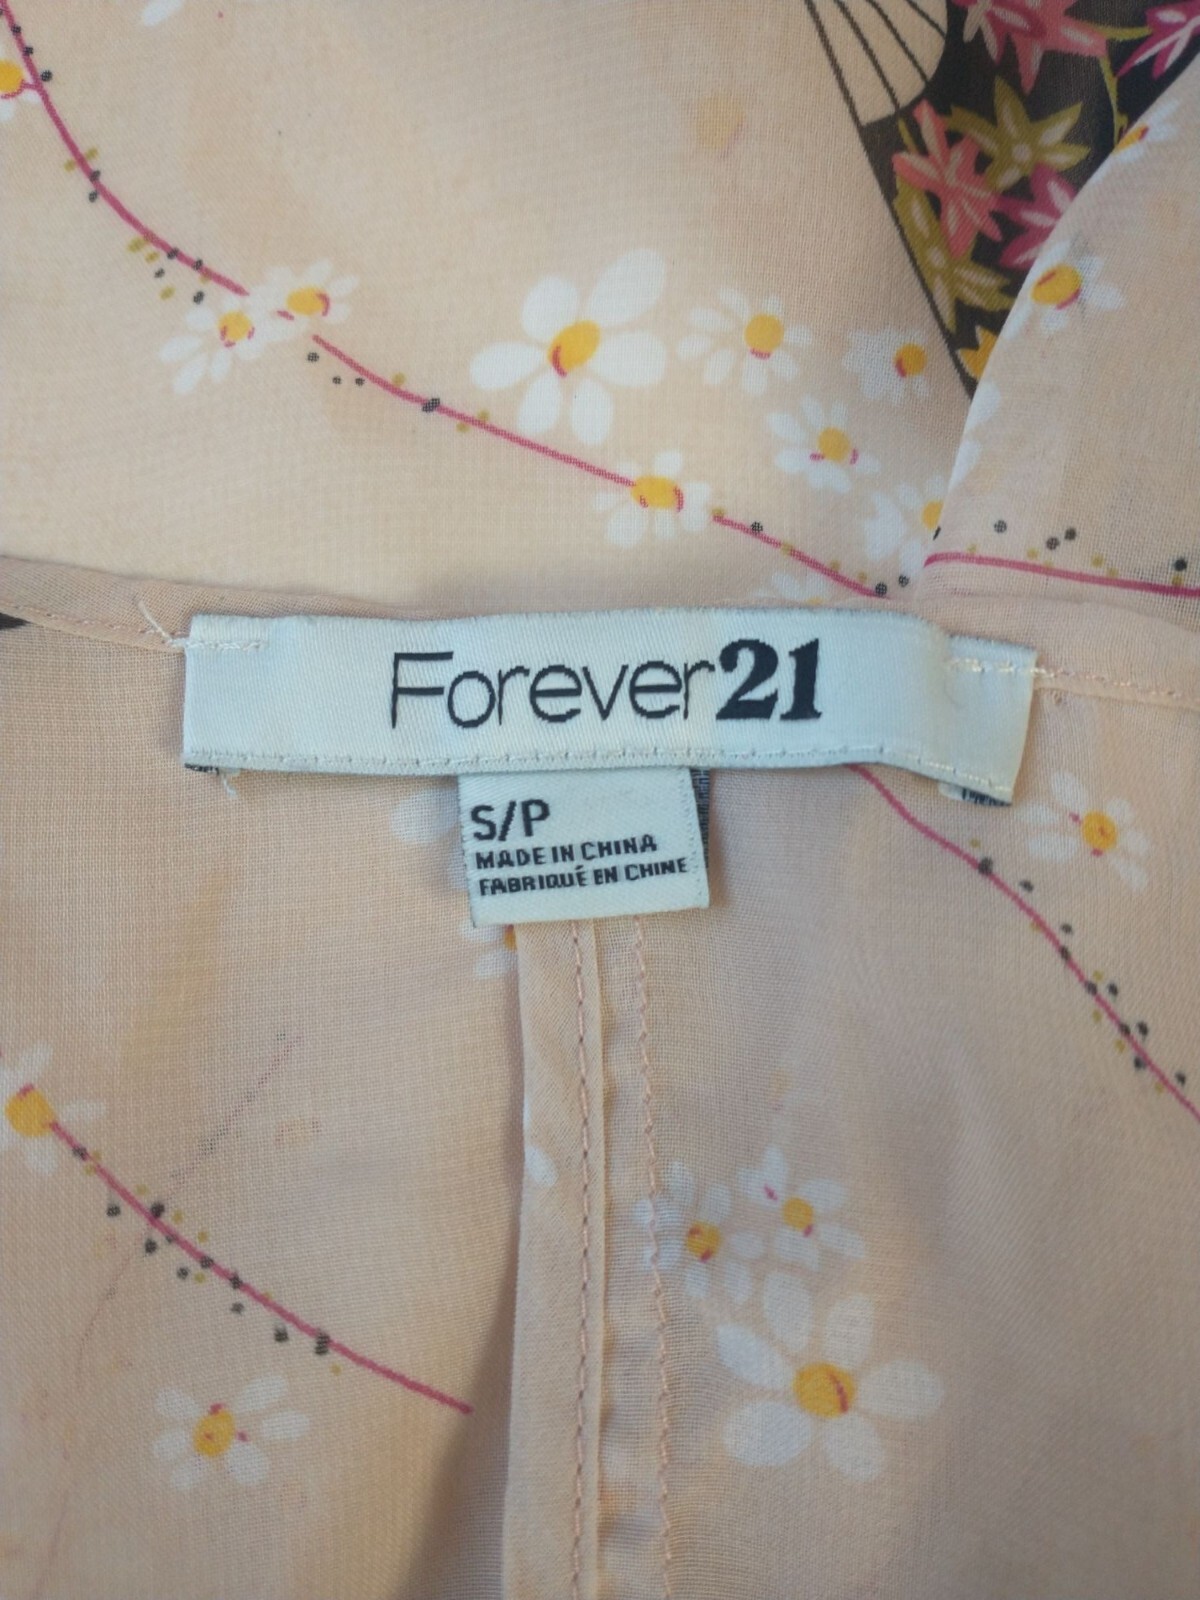 Forever21
S/P
MADE IN CHINA
FABRIQUÉ EN CHINE